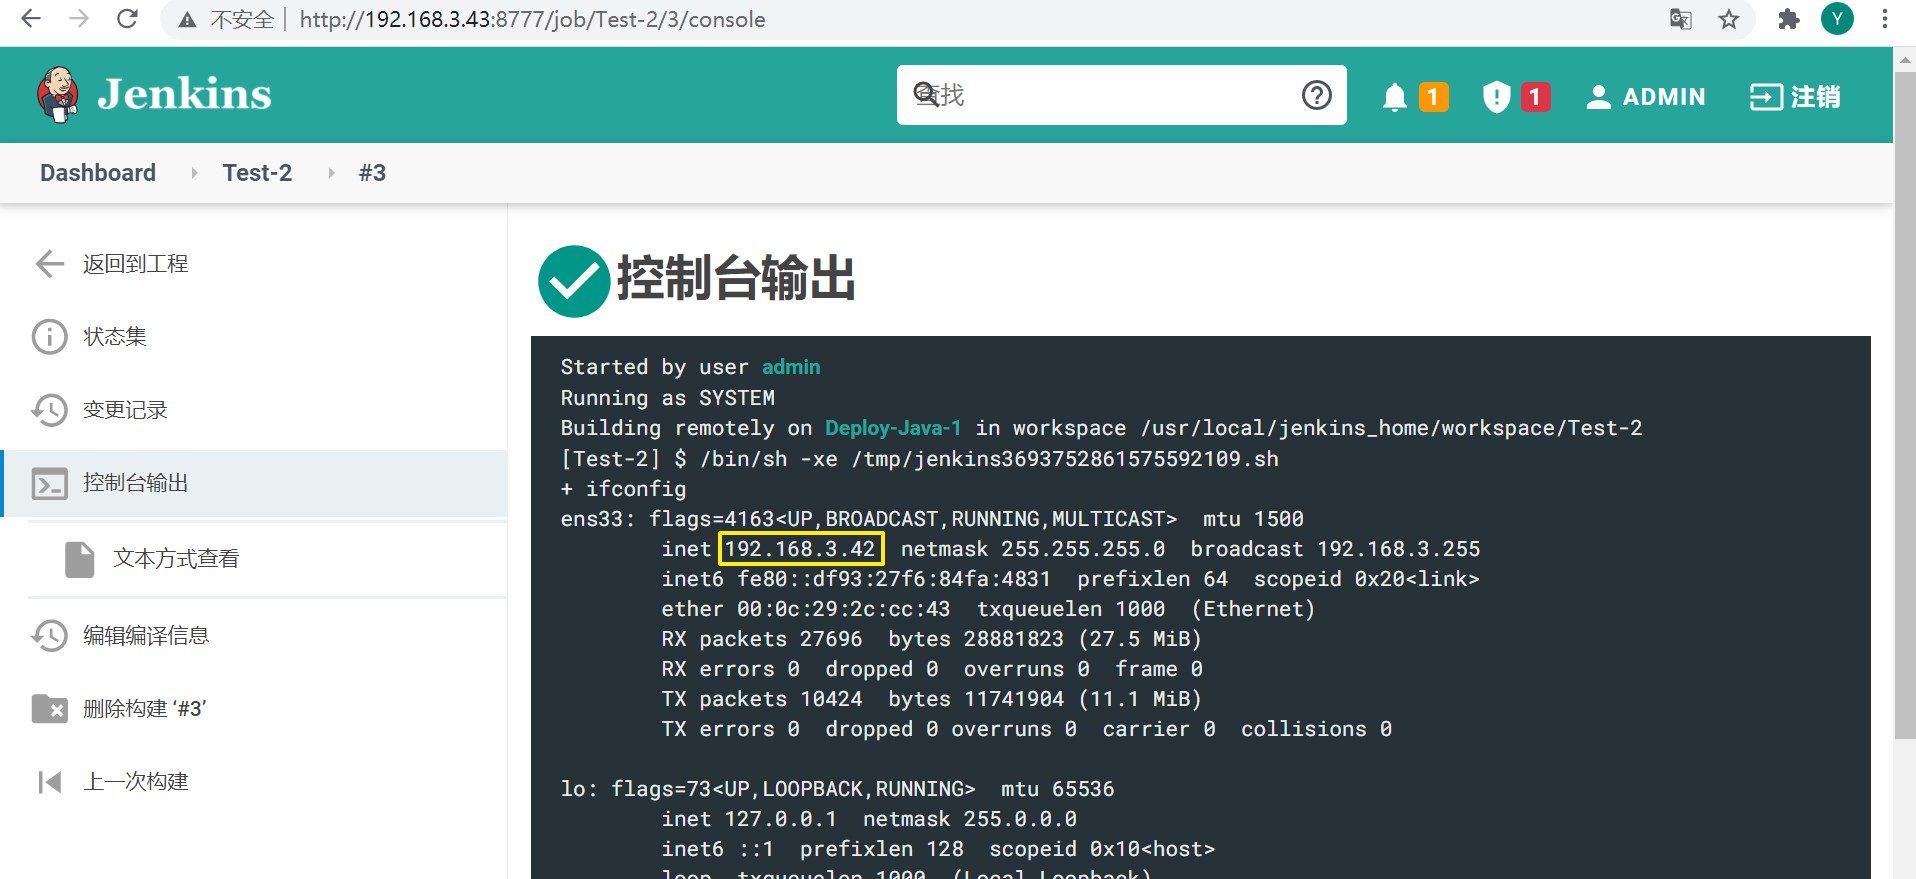 不安全 http://192.168.3.43:8777/job/Test-2/3/console
Y
Jenkins
查找
1
1
ADMIN
注销
Dashboard
Test-2
#3
返回到工程
状态集
变更记录
控制台输出
文本方式查看
编辑编译信息
删除构建 ‘#3’
上一次构建
控制台输出
Started by user admin
Running as SYSTEM
Building remotely on Deploy-Java-1 in workspace /usr/local/jenkins_home/workspace/Test-2
[Test-2] $ /bin/sh -xe /tmp/jenkins3693752861575592109.sh
+ ifconfig
ens33: flags=4163<UP,BROADCAST,RUNNING,MULTICAST>  mtu 1500
inet 192.168.3.42  netmask 255.255.255.0  broadcast 192.168.3.255
inet6 fe80::df93:27f6:84fa:4831  prefixlen 64  scopeid 0x20<link>
ether 00:0c:29:2c:cc:43  txqueuelen 1000  (Ethernet)
RX packets 27696  bytes 28881823 (27.5 MiB)
RX errors 0  dropped 0  overruns 0  frame 0
TX packets 10424  bytes 11741904 (11.1 MiB)
TX errors 0  dropped 0 overruns 0  carrier 0  collisions 0
lo: flags=73<UP,LOOPBACK,RUNNING>  mtu 65536
inet 127.0.0.1  netmask 255.0.0.0
inet6 ::1  prefixlen 128  scopeid 0x10<host>
loop  txqueuelen 1000  (Local Loopback)